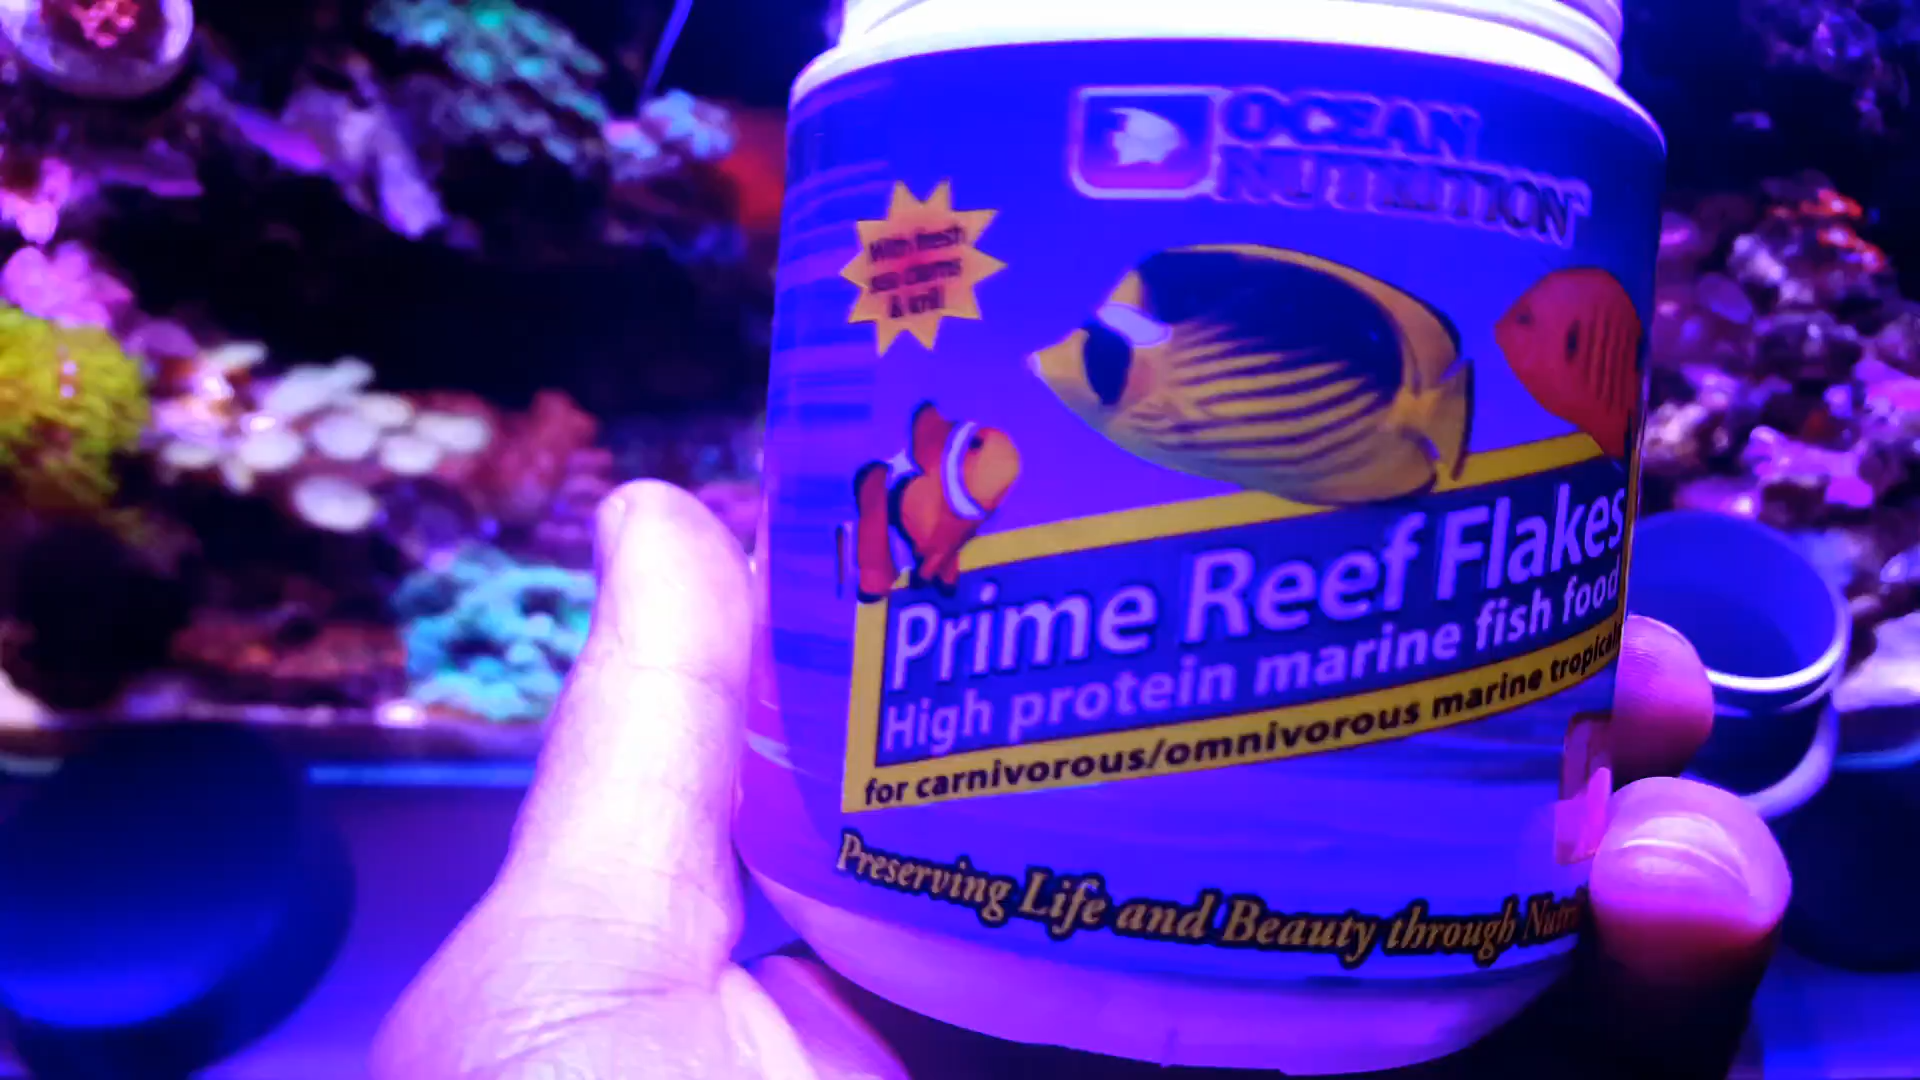 OCEAN
NUTRITION™
With fresh
sea clams
& krill
Prime Reef Flakes
High protein marine fish food
for carnivorous/omnivorous marine tropicals
Preserving Life and Beauty through